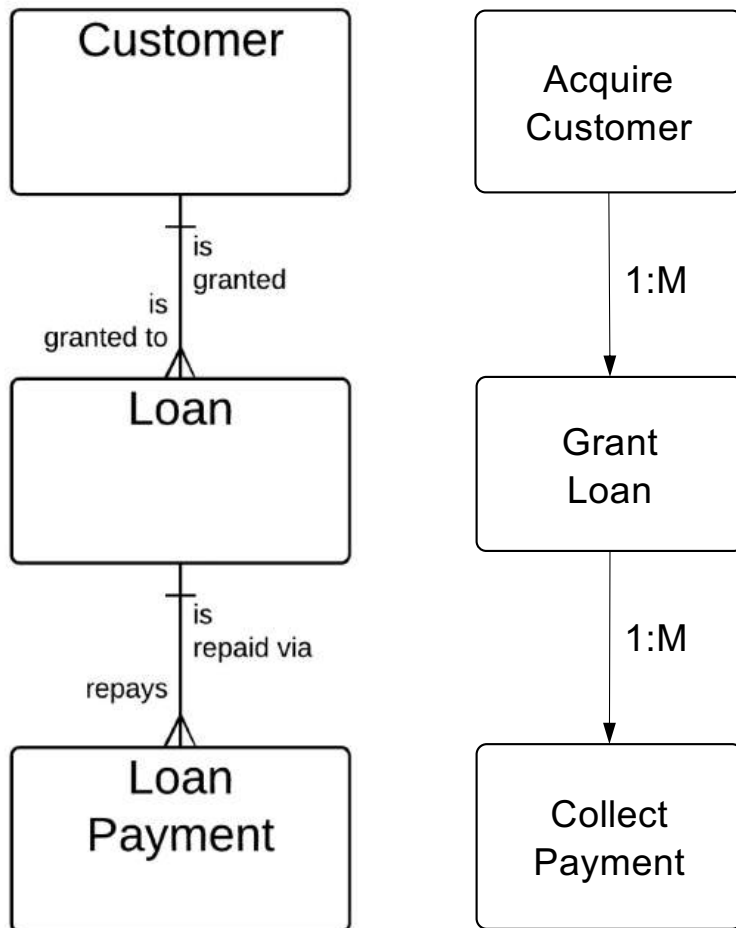 Customer
is
granted
is
granted to
Loan
is
repaid via
repays
Loan
Payment
Acquire
Customer
1:M
Grant
Loan
1:M
Collect
Payment